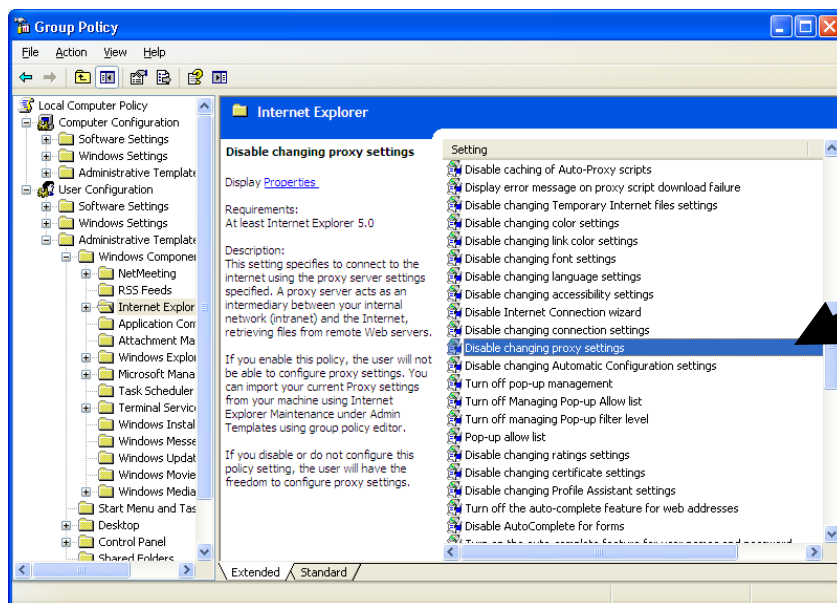 Group Policy
File Action View Help
Local Computer Policy
Computer Configuration
Software Settings
Windows Settings
Administrative Template
User Configuration
Software Settings
Windows Settings
Administrative Template
Windows Componer
NetMeeting
RSS Feeds
Internet Explor
Application Com
Attachment Ma
Windows Explor
Microsoft Mana
Task Scheduler
Terminal Service
Windows Instal
Windows Messe
Windows Updat
Windows Movie
Windows Media
Start Menu and Tas
Desktop
Control Panel
Shared Folders
Internet Explorer
Disable changing proxy settings
Display Properties
Requirements:
At least Internet Explorer 5.0
Description:
This setting specifies to connect to the
internet using the proxy server settings
specified. A proxy server acts as an
intermediary between your internal
network (intranet) and the Internet,
retrieving files from remote Web servers.
If you enable this policy, the user will not
be able to configure proxy settings. You
can import your current Proxy settings
from your machine using Internet
Explorer Maintenance under Admin
Templates using group policy editor.
If you disable or do not configure this
policy setting, the user will have the
freedom to configure proxy settings.
Setting
Disable caching of Auto-Proxy scripts
Display error message on proxy script download failure
Disable changing Temporary Internet files settings
Disable changing color settings
Disable changing link color settings
Disable changing font settings
Disable changing language settings
Disable changing accessibility settings
Disable Internet Connection wizard
Disable changing connection settings
Disable changing proxy settings
Disable changing Automatic Configuration settings
Turn off pop-up management
Turn off Managing Pop-up Allow list
Turn off managing Pop-up filter level
Pop-up allow list
Disable changing ratings settings
Disable changing certificate settings
Disable changing Profile Assistant settings
Turn off the auto-complete feature for web addresses
Disable AutoComplete for forms
Turn on the auto-complete feature for user names and password
Extended Standard